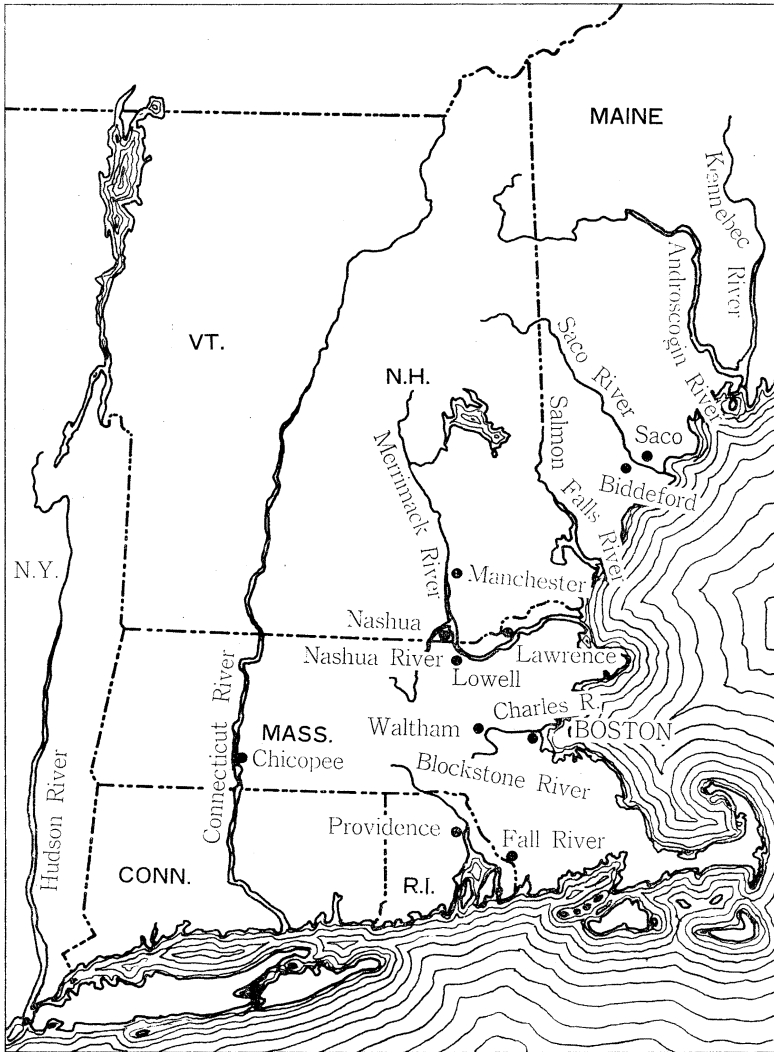 MAINE
Kennebec River
Androscogin River
VT.
Saco River
N.H.
Salmon Falls River
Saco
Biddeford
Merrimack River
N.Y.
Manchester
Nashua
Nashua River
Lawrence
Lowell
Connecticut River
Charles R.
MASS.
Waltham
BOSTON
Chicopee
Blockstone River
Hudson River
Providence
Fall River
CONN.
R.I.